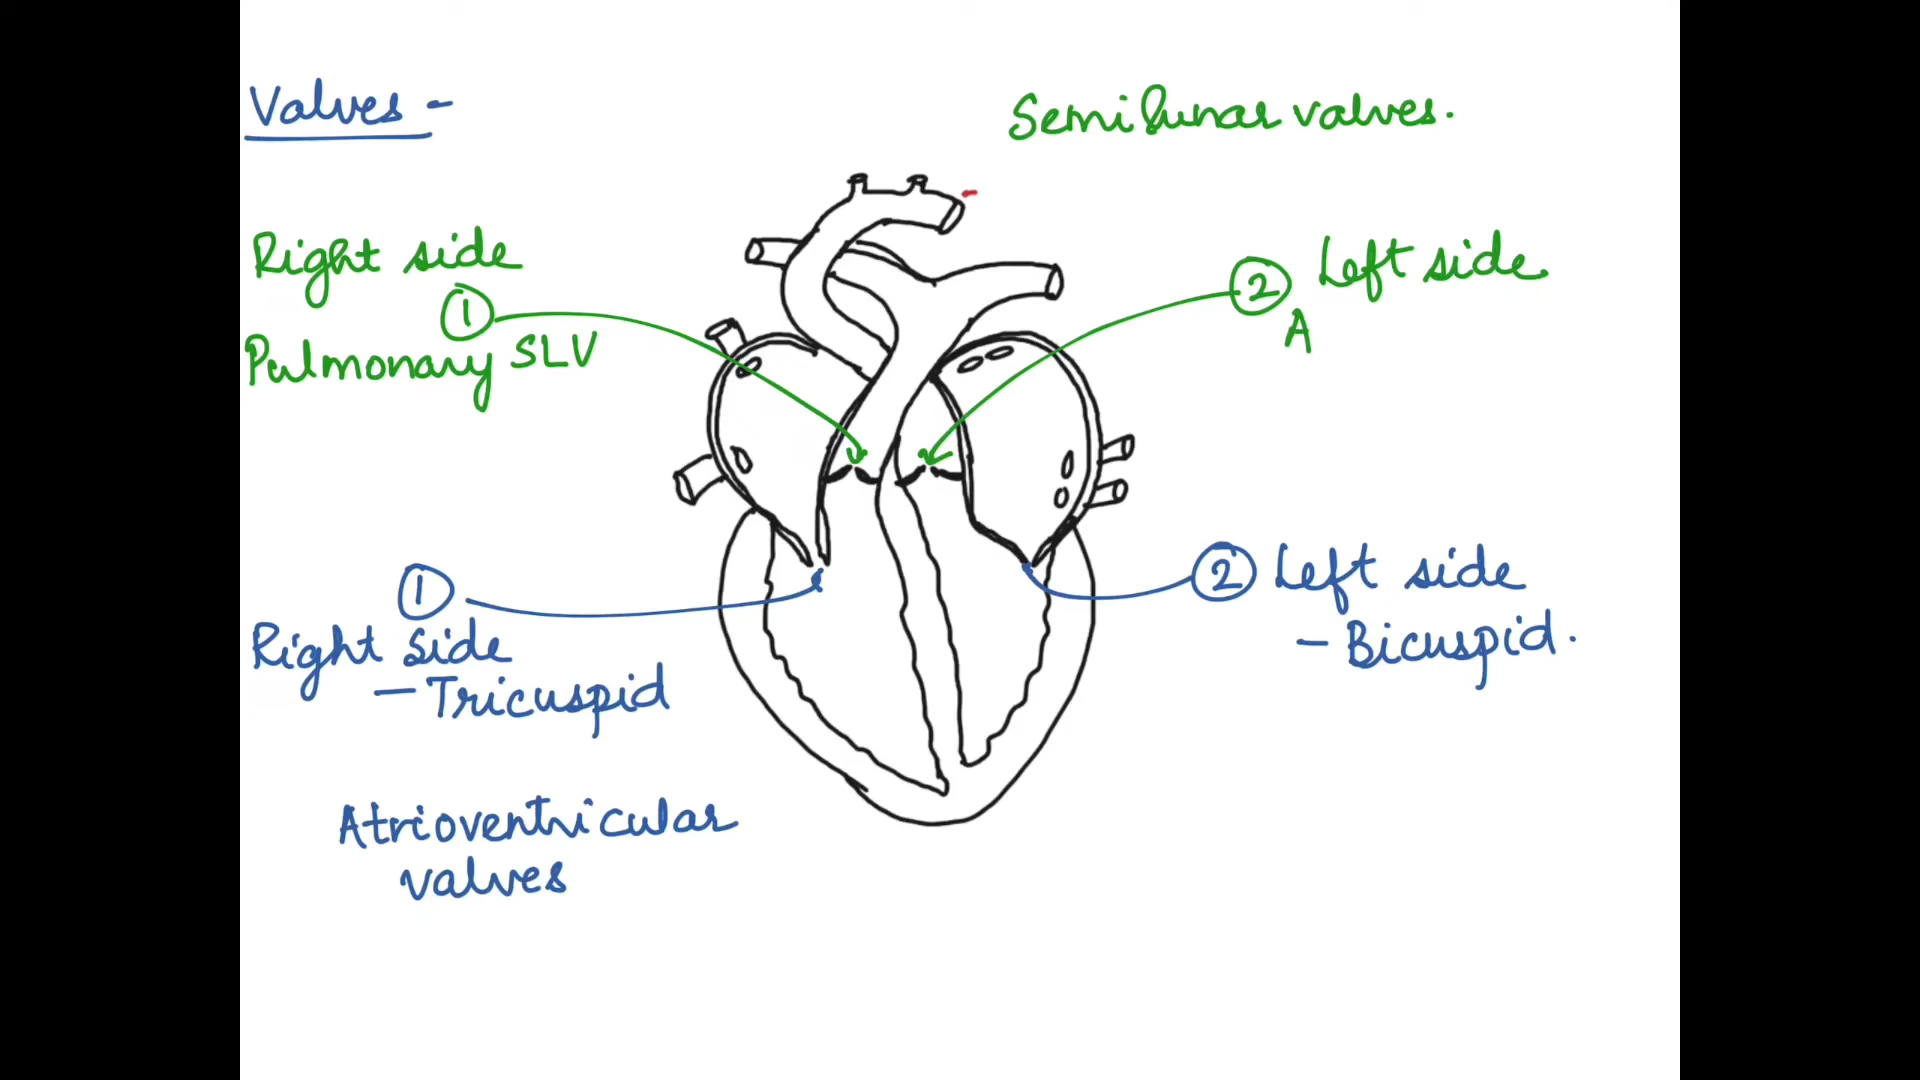 Valves -
Semilunar valves.
Right side
①
Pulmonary SLV
② Left side
A
①
Right side
- Tricuspid
② Left side
- Bicuspid.
Atrioventricular
valves